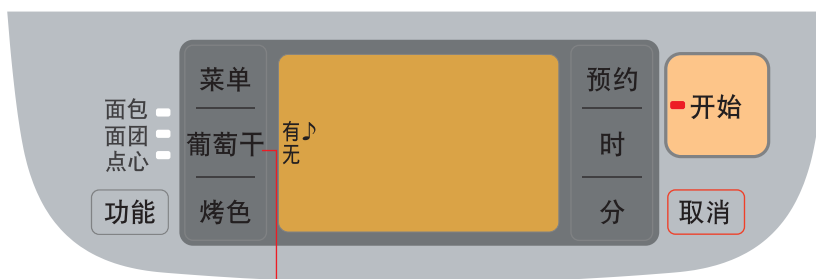 面包
面团
点心
功能
菜单
葡萄干
烤色
有♪
无
预约
时
分
开始
取消